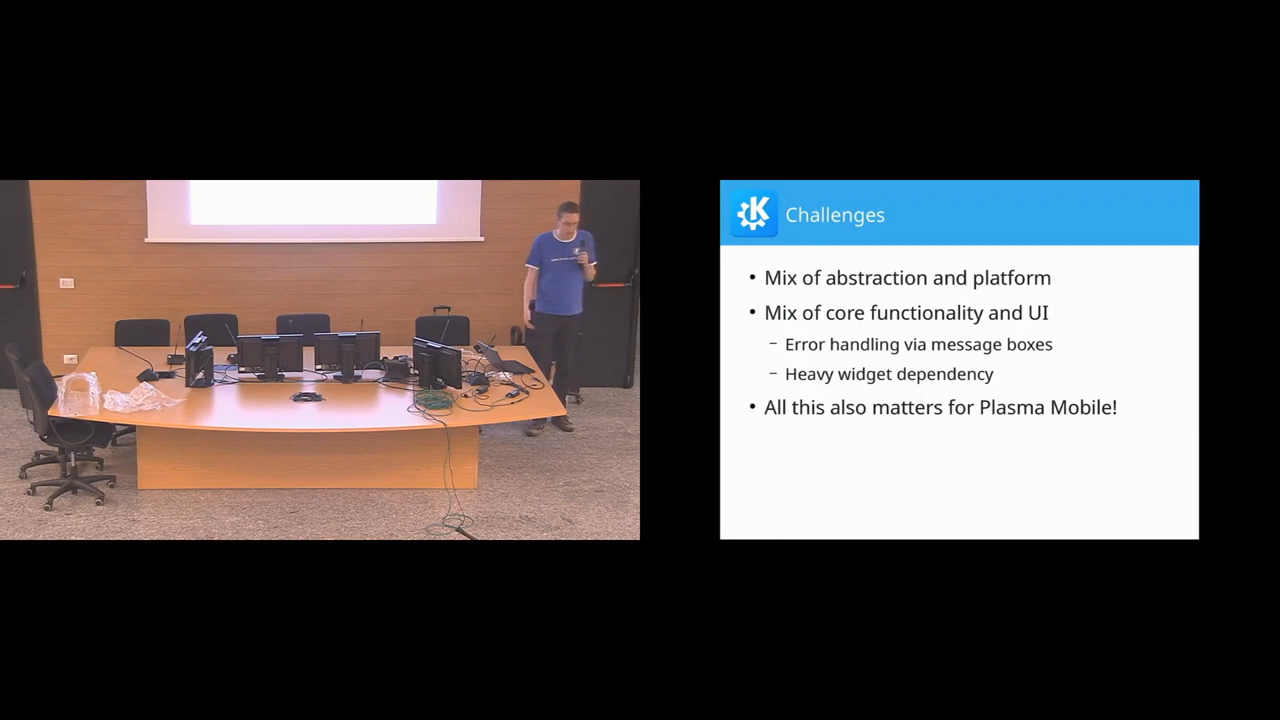 Challenges
• Mix of abstraction and platform
• Mix of core functionality and UI
– Error handling via message boxes
– Heavy widget dependency
• All this also matters for Plasma Mobile!